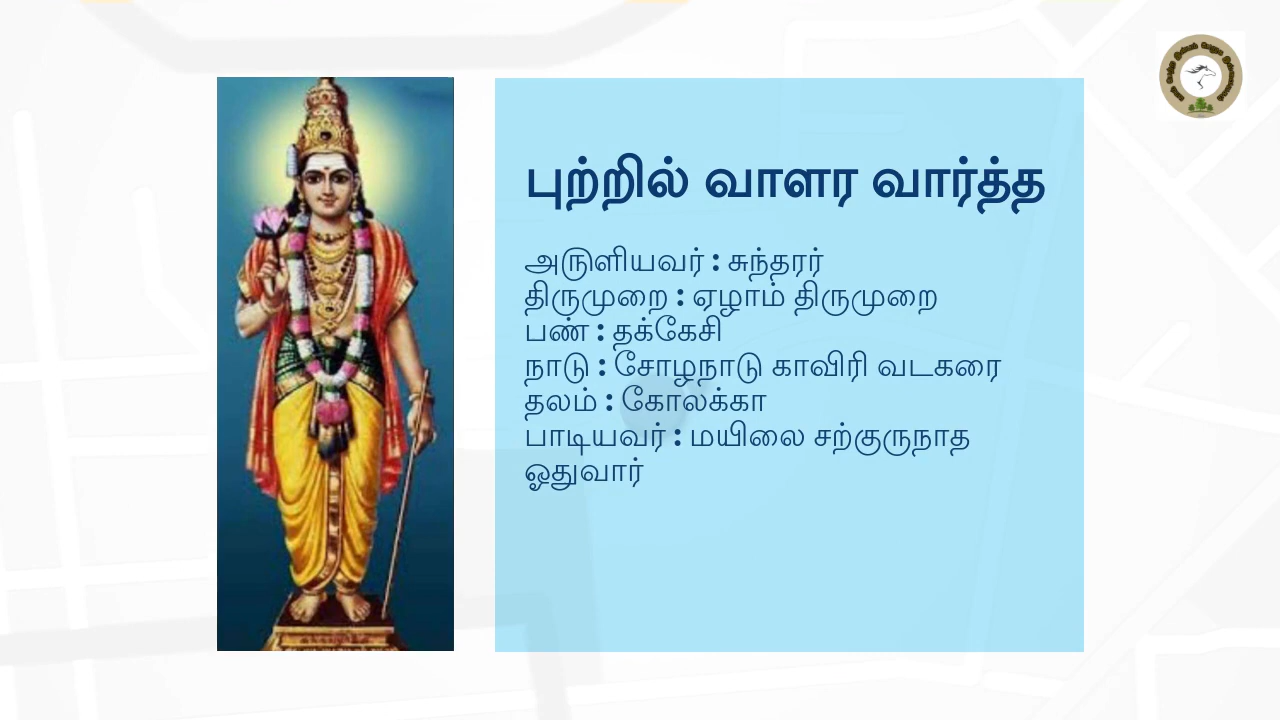 புற்றில் வாளர வார்த்த
அருளியவர் : சுந்தரர்
திருமுறை : ஏழாம் திருமுறை
பண் : தக்கேசி
நாடு : சோழநாடு காவிரி வடகரை
தலம் : கோலக்கா
பாடியவர் : மயிலை சற்குருநாத
ஓதுவார்